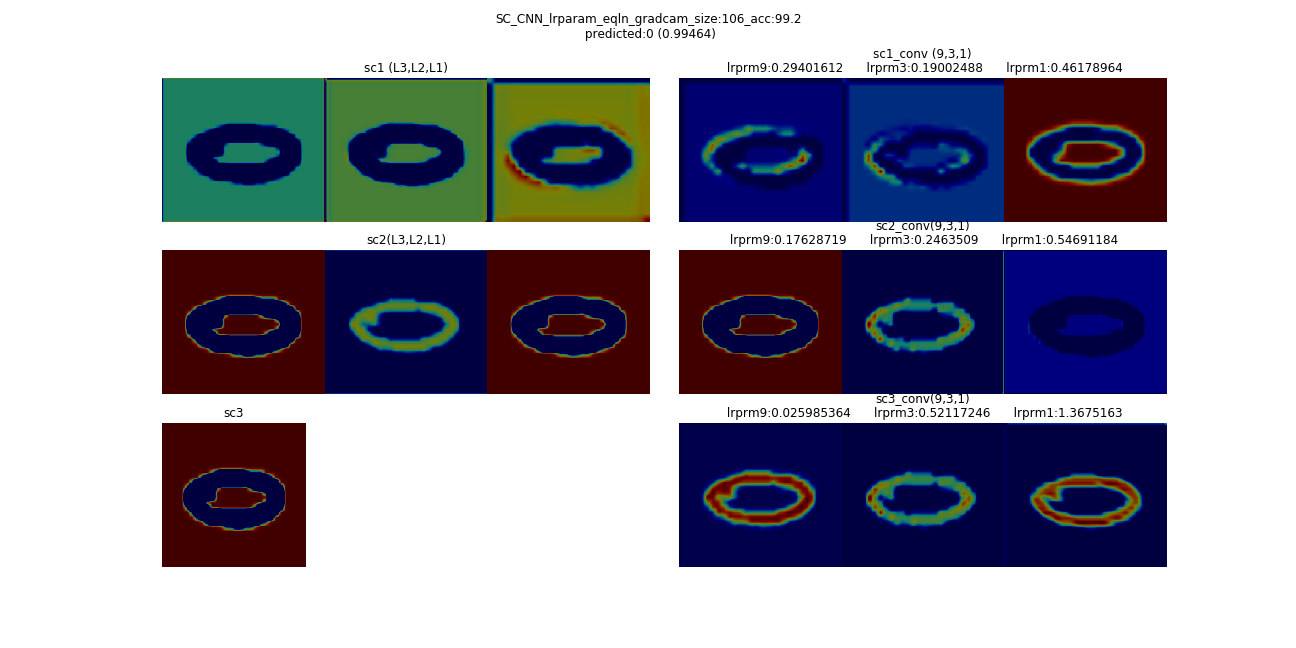 SC_CNN_lrparam_eqln_gradcam_size:106_acc:99.2
predicted:0 (0.99464)
sc1 (L3,L2,L1)
sc1_conv (9,3,1)
lrprm9:0.29401612 lrprm3:0.19002488 lrprm1:0.46178964
sc2(L3,L2,L1)
sc2_conv(9,3,1)
lrprm9:0.17628719 lrprm3:0.2463509 lrprm1:0.54691184
sc3
sc3_conv(9,3,1)
lrprm9:0.025985364 lrprm3:0.52117246 lrprm1:1.3675163